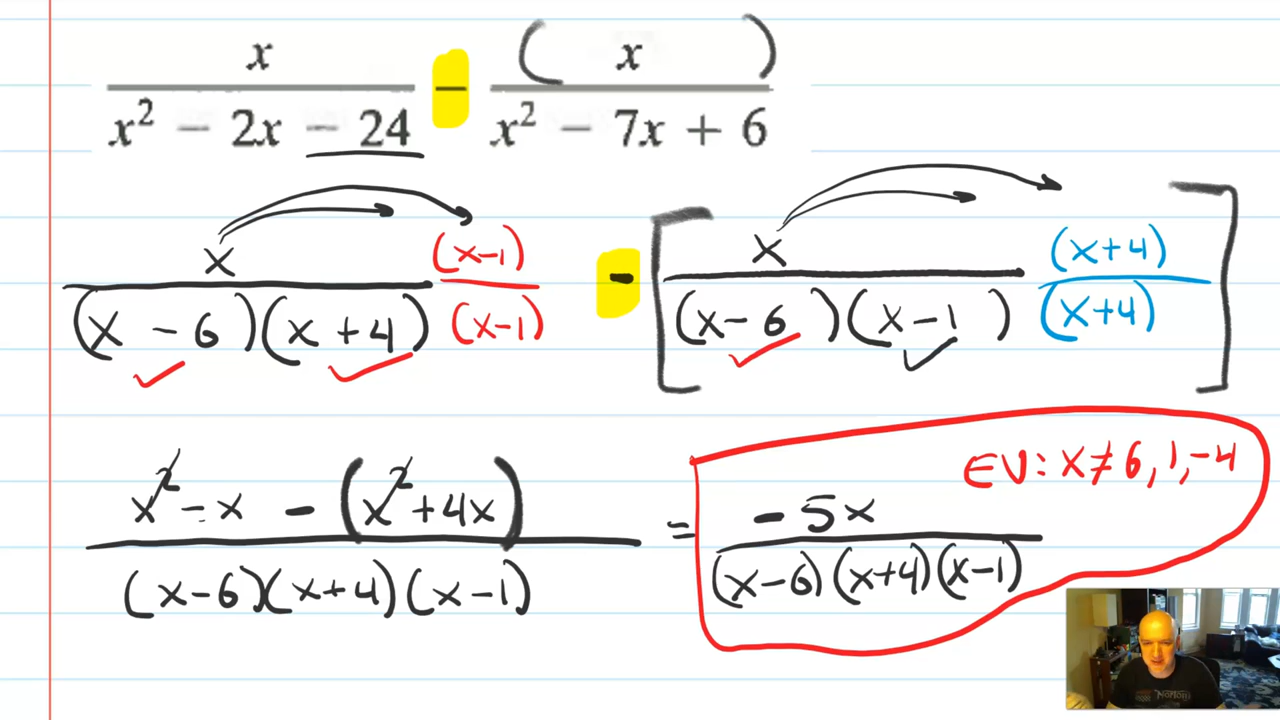 x / (x² − 2x − 24) − (x) / (x² − 7x + 6)
x / ((x − 6)(x + 4)) (x−1)/(x−1) − [ x / ((x−6)(x−1)) (x+4)/(x+4) ]
EV: x ≠ 6, 1, -4
(x² − x − (x² + 4x)) / ((x−6)(x+4)(x−1)) = −5x / ((x−6)(x+4)(x−1))